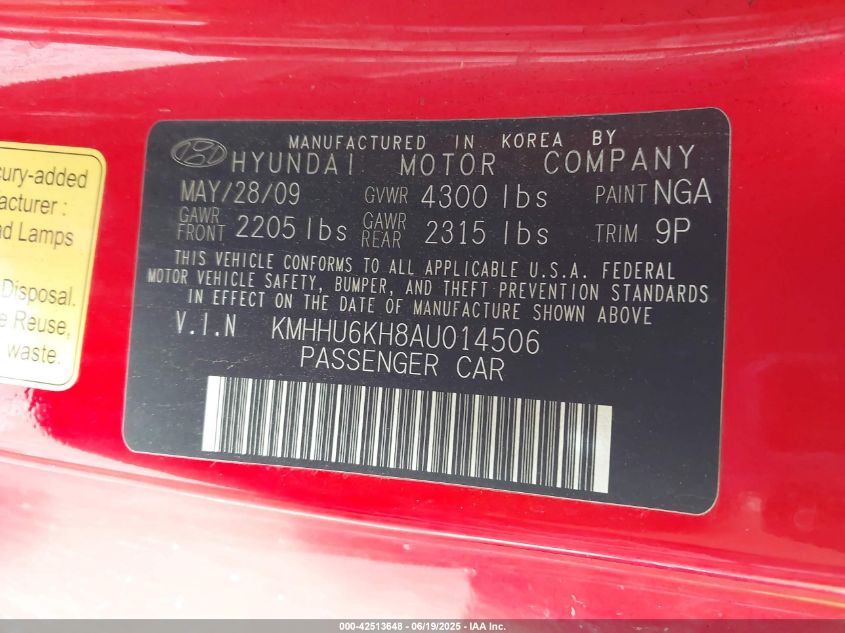 MANUFACTURED IN KOREA BY
HYUNDAI MOTOR COMPANY
MAY/28/09 GVWR 4300 lbs PAINT NGA
GAWR FRONT 2205 lbs GAWR REAR 2315 lbs TRIM 9P
THIS VEHICLE CONFORMS TO ALL APPLICABLE U.S.A. FEDERAL
MOTOR VEHICLE SAFETY, BUMPER, AND THEFT PREVENTION STANDARDS
IN EFFECT ON THE DATE OF MANUFACTURE SHOWN ABOVE
V.I.N KMHHU6KH8AU014506
PASSENGER CAR
cury-added
acturer :
d Lamps
Disposal.
e Reuse,
waste.
000-42513648 - 06/19/2025 - IAA Inc.